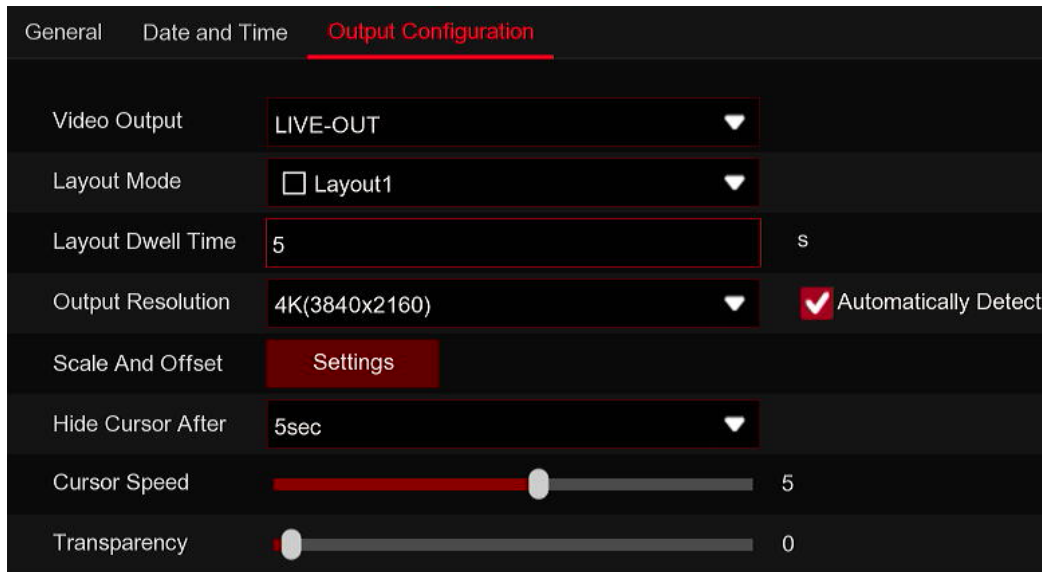 General Date and Time Output Configuration
Video Output LIVE-OUT
Layout Mode Layout1
Layout Dwell Time 5 s
Output Resolution 4K(3840x2160) Automatically Detect
Scale And Offset Settings
Hide Cursor After 5sec
Cursor Speed 5
Transparency 0